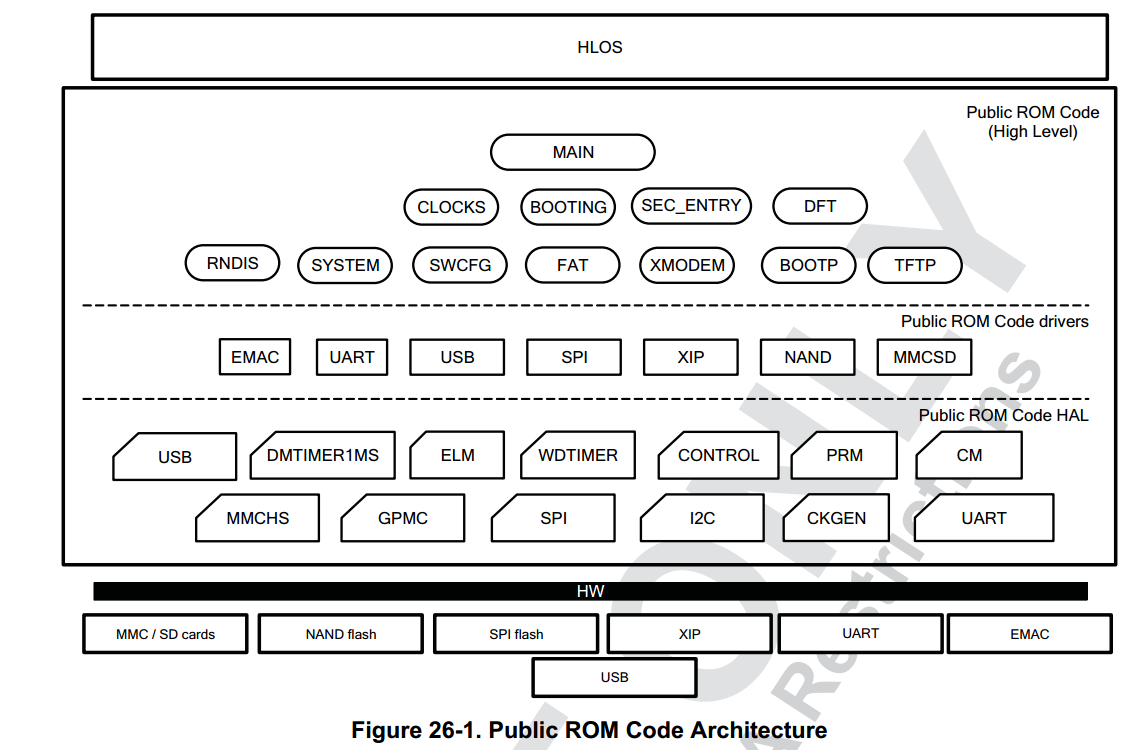 HLOS
Public ROM Code
(High Level)
MAIN
CLOCKS BOOTING SEC_ENTRY DFT
RNDIS SYSTEM SWCFG FAT XMODEM BOOTP TFTP
Public ROM Code drivers
EMAC UART USB SPI XIP NAND MMCSD
Public ROM Code HAL
USB DMTIMER1MS ELM WDTIMER CONTROL PRM CM
MMCHS GPMC SPI I2C CKGEN UART
HW
MMC / SD cards NAND flash SPI flash XIP UART EMAC
USB
Figure 26-1. Public ROM Code Architecture
ONLY
Restrictions